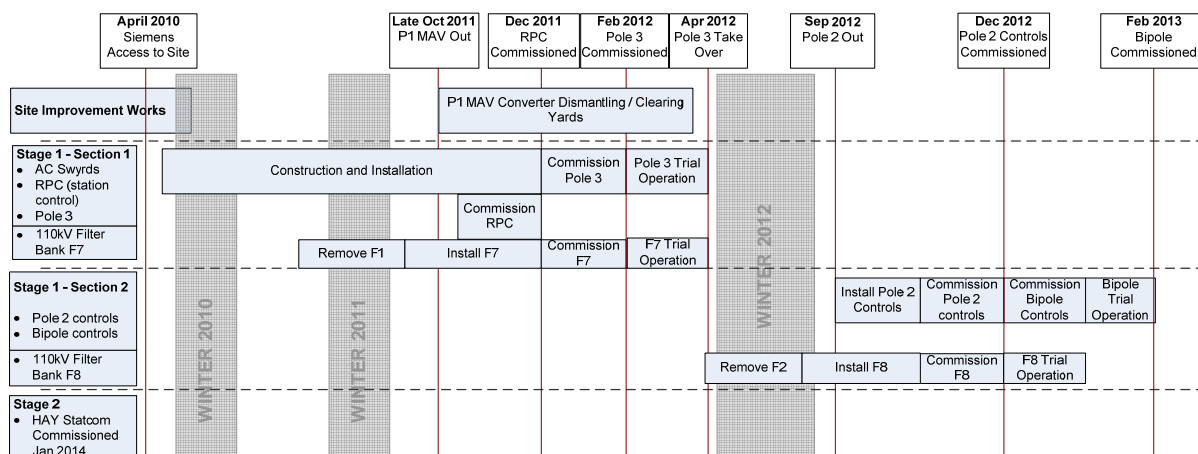 April 2010
Siemens
Access to Site
Late Oct 2011
P1 MAV Out
Dec 2011
RPC
Commissioned
Feb 2012
Pole 3
Commissioned
Apr 2012
Pole 3 Take
Over
Sep 2012
Pole 2 Out
Dec 2012
Pole 2 Controls
Commissioned
Feb 2013
Bipole
Commissioned
Site Improvement Works
P1 MAV Converter Dismantling / Clearing
Yards
Stage 1 - Section 1
• AC Swyrds
• RPC (station
control)
• Pole 3
• 110kV Filter
Bank F7
Construction and Installation
Commission
Pole 3
Pole 3 Trial
Operation
Commission
RPC
Remove F1
Install F7
Commission
F7
F7 Trial
Operation
Stage 1 - Section 2
• Pole 2 controls
• Bipole controls
• 110kV Filter
Bank F8
Install Pole 2
Controls
Commission
Pole 2
controls
Commission
Bipole
Controls
Bipole
Trial
Operation
Remove F2
Install F8
Commission
F8
F8 Trial
Operation
Stage 2
• HAY Statcom
Commissioned
Jan 2014
WINTER 2010
WINTER 2011
WINTER 2012